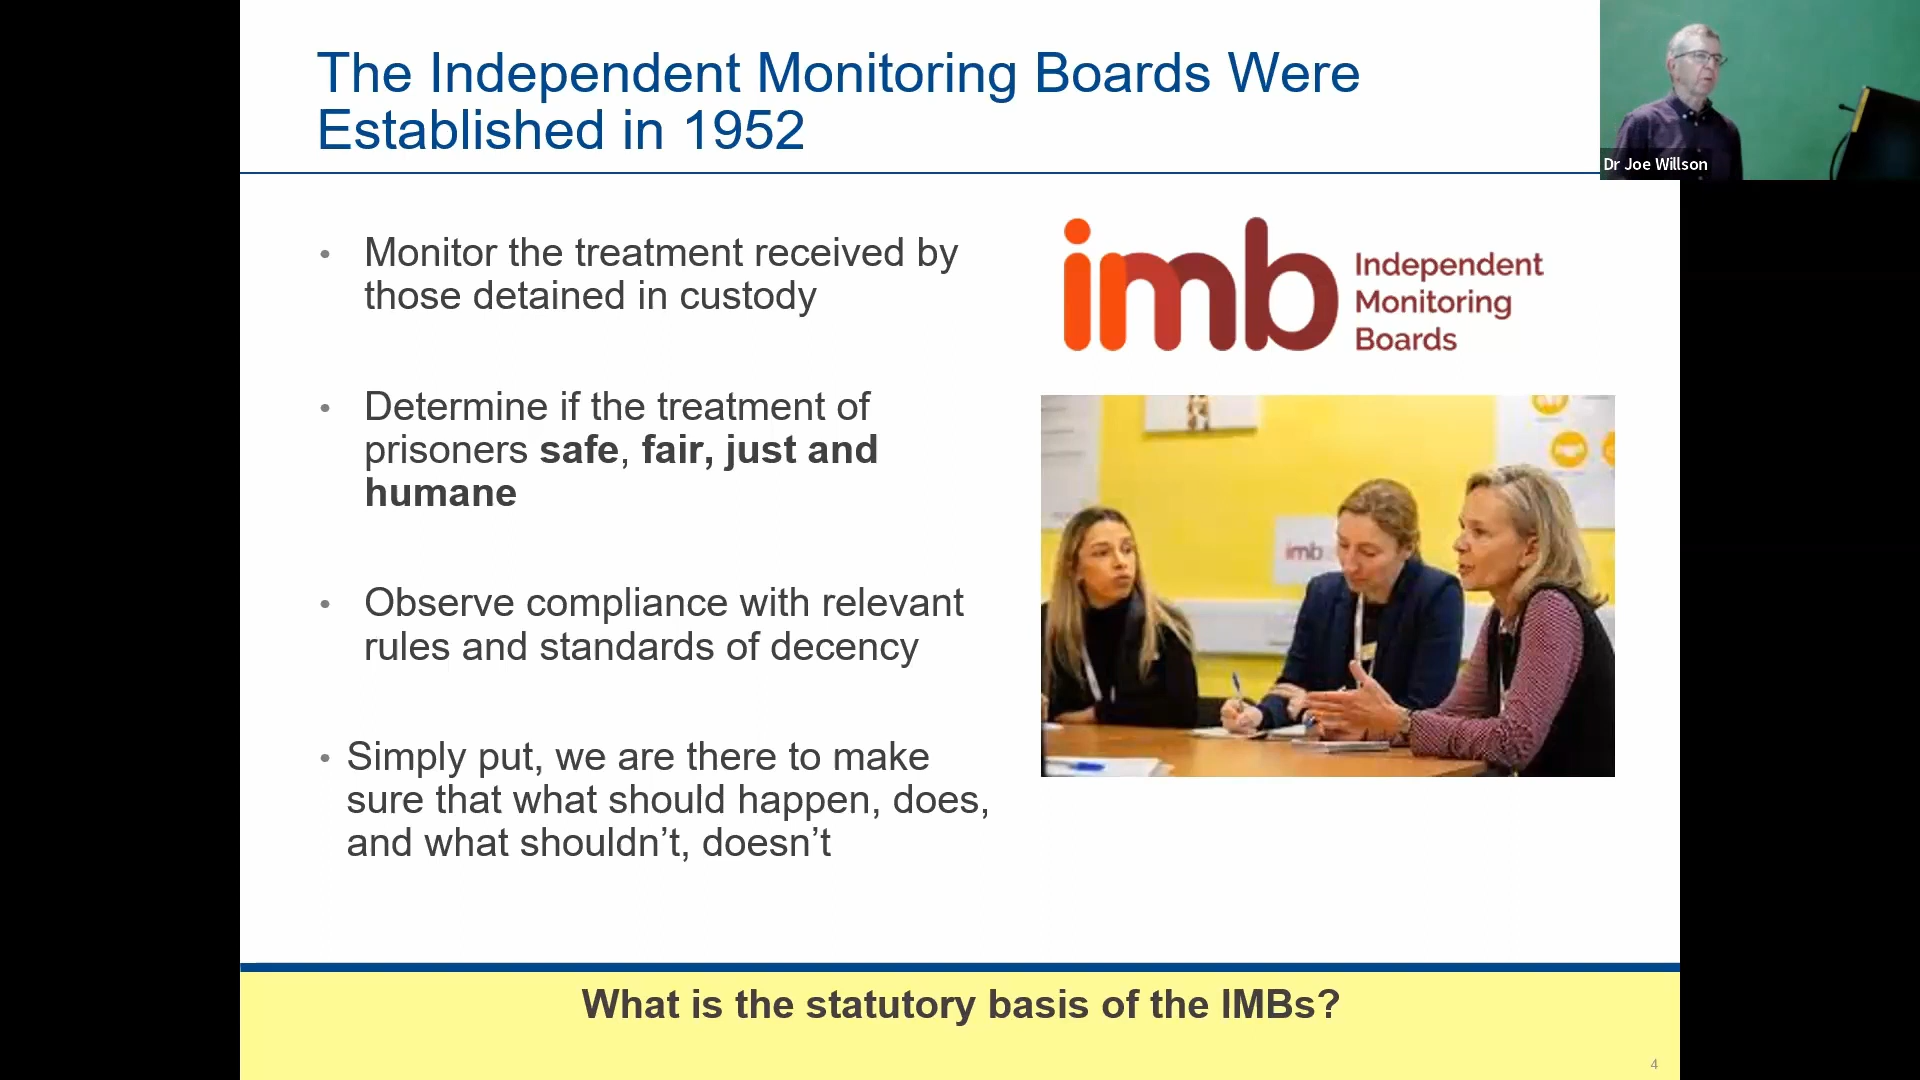 The Independent Monitoring Boards Were
Established in 1952
Dr Joe Willson
• Monitor the treatment received by
those detained in custody
• Determine if the treatment of
prisoners safe, fair, just and
humane
• Observe compliance with relevant
rules and standards of decency
• Simply put, we are there to make
sure that what should happen, does,
and what shouldn’t, doesn’t
imb
Independent
Monitoring
Boards
imb
What is the statutory basis of the IMBs?
4